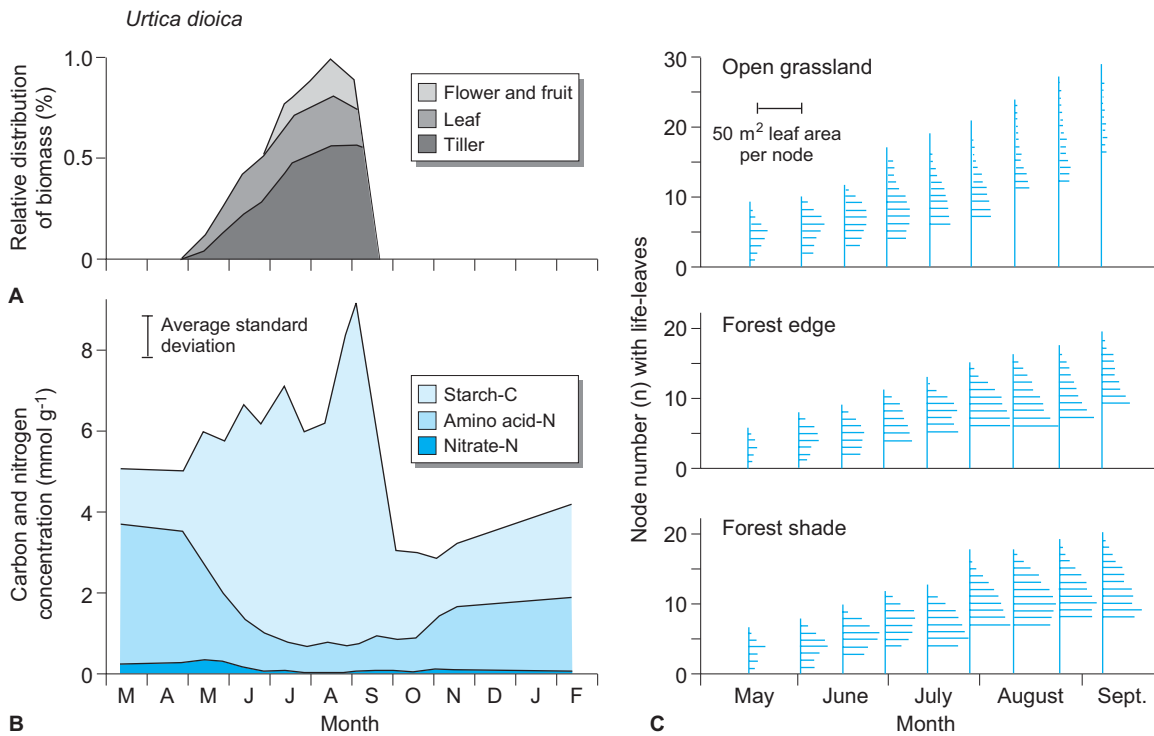 Urtica dioica
Relative distribution
of biomass (%)
1.0
0.5
0
Flower and fruit
Leaf
Tiller
A
Carbon and nitrogen
concentration (mmol g-1)
8
6
4
2
0
Average standard
deviation
Starch-C
Amino acid-N
Nitrate-N
M A M J J A S O N D J F
Month
B
Node number (n) with life-leaves
30
20
10
0
Open grassland
50 m² leaf area
per node
20
10
0
Forest edge
20
10
0
Forest shade
May June July August Sept.
Month
C